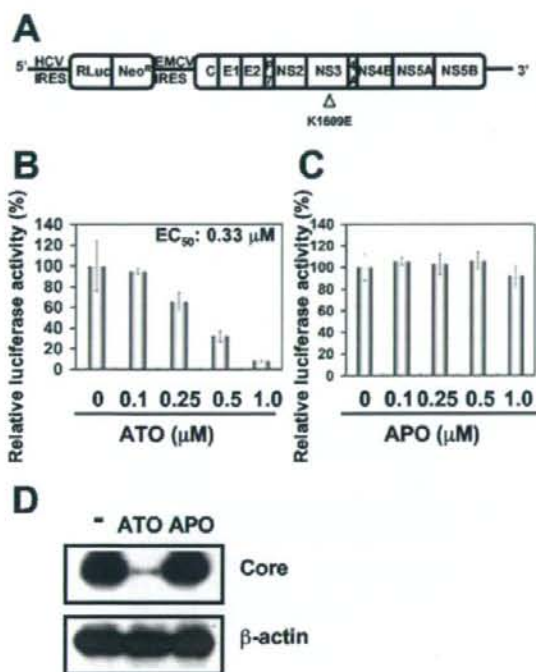 A
5' HCV IRES RLuc Neo^R EMCV IRES C E1 E2 P7 NS2 NS3 4A NS4B NS5A NS5B 3'
K1609E
B
Relative luciferase activity (%)
140
120
100
80
60
40
20
0
EC50: 0.33 μM
0 0.1 0.25 0.5 1.0
ATO (μM)
C
Relative luciferase activity (%)
140
120
100
80
60
40
20
0
0 0.1 0.25 0.5 1.0
APO (μM)
D
- ATO APO
Core
β-actin